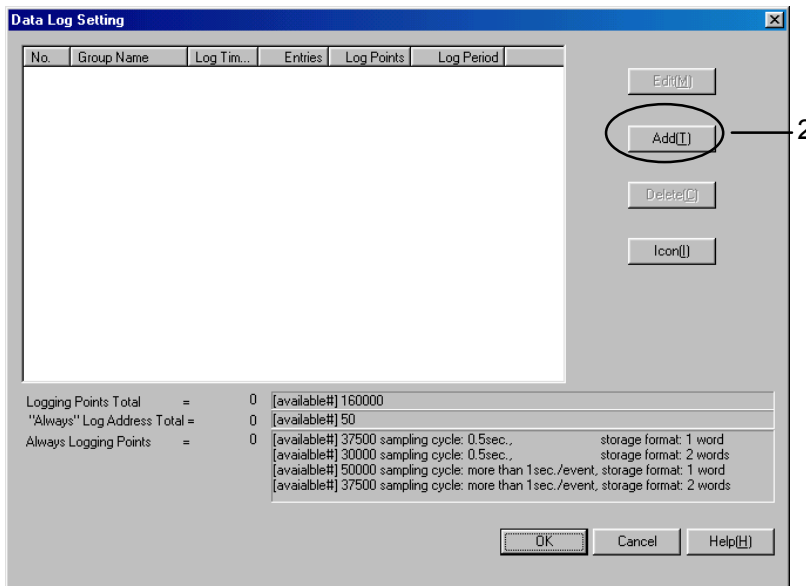 Data Log Setting
No. Group Name Log Tim... Entries Log Points Log Period
Edit(M)
Add(T)
2
Delete(C)
Icon(I)
Logging Points Total = 0 [available#] 160000
"Always" Log Address Total = 0 [available#] 50
Always Logging Points = 0 [available#] 37500 sampling cycle: 0.5sec., storage format: 1 word
[avaialble#] 30000 sampling cycle: 0.5sec., storage format: 2 words
[avaialble#] 50000 sampling cycle: more than 1sec./event, storage format: 1 word
[avaialble#] 37500 sampling cycle: more than 1sec./event, storage format: 2 words
OK Cancel Help(H)